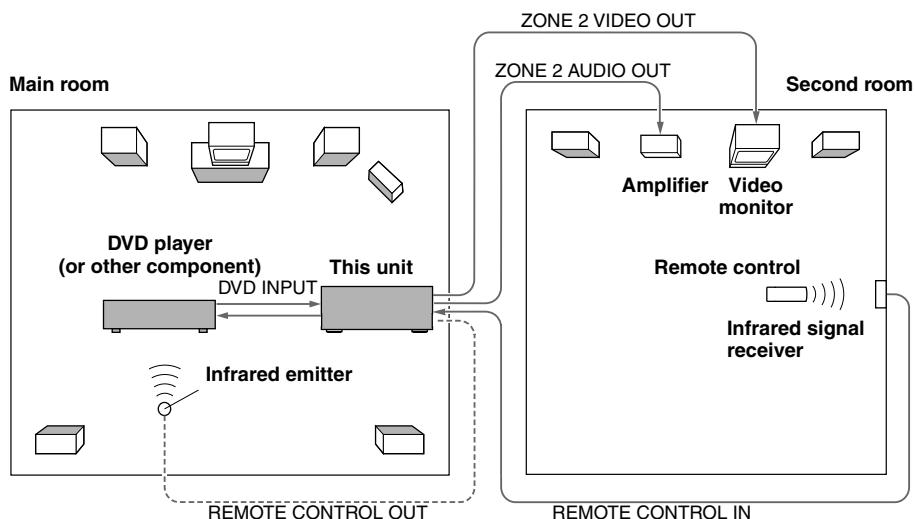 ZONE 2 VIDEO OUT
ZONE 2 AUDIO OUT
Main room
Second room
Amplifier
Video
monitor
DVD player
(or other component)
This unit
DVD INPUT
Remote control
Infrared signal
receiver
Infrared emitter
REMOTE CONTROL OUT
REMOTE CONTROL IN